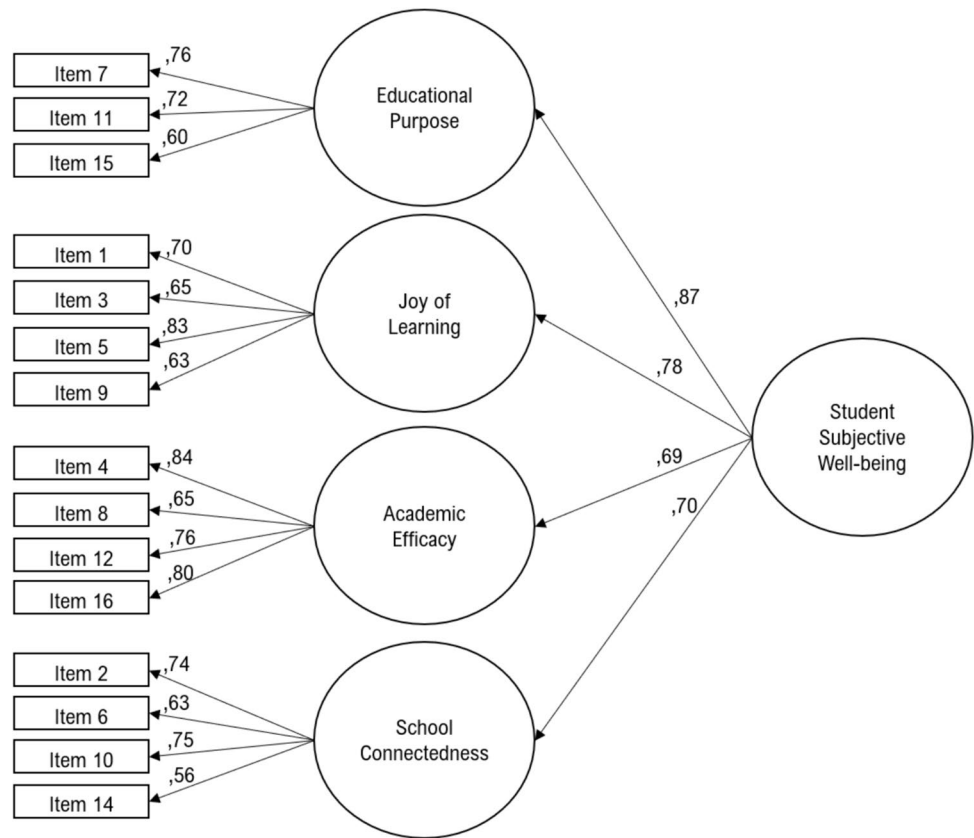 Item 7
Item 11
Item 15
,76
,72
,60
Educational
Purpose
Item 1
Item 3
Item 5
Item 9
,70
,65
,83
,63
Joy of
Learning
Item 4
Item 8
Item 12
Item 16
,84
,65
,76
,80
Academic
Efficacy
Item 2
Item 6
Item 10
Item 14
,74
,63
,75
,56
School
Connectedness
,87
,78
,69
,70
Student
Subjective
Well-being